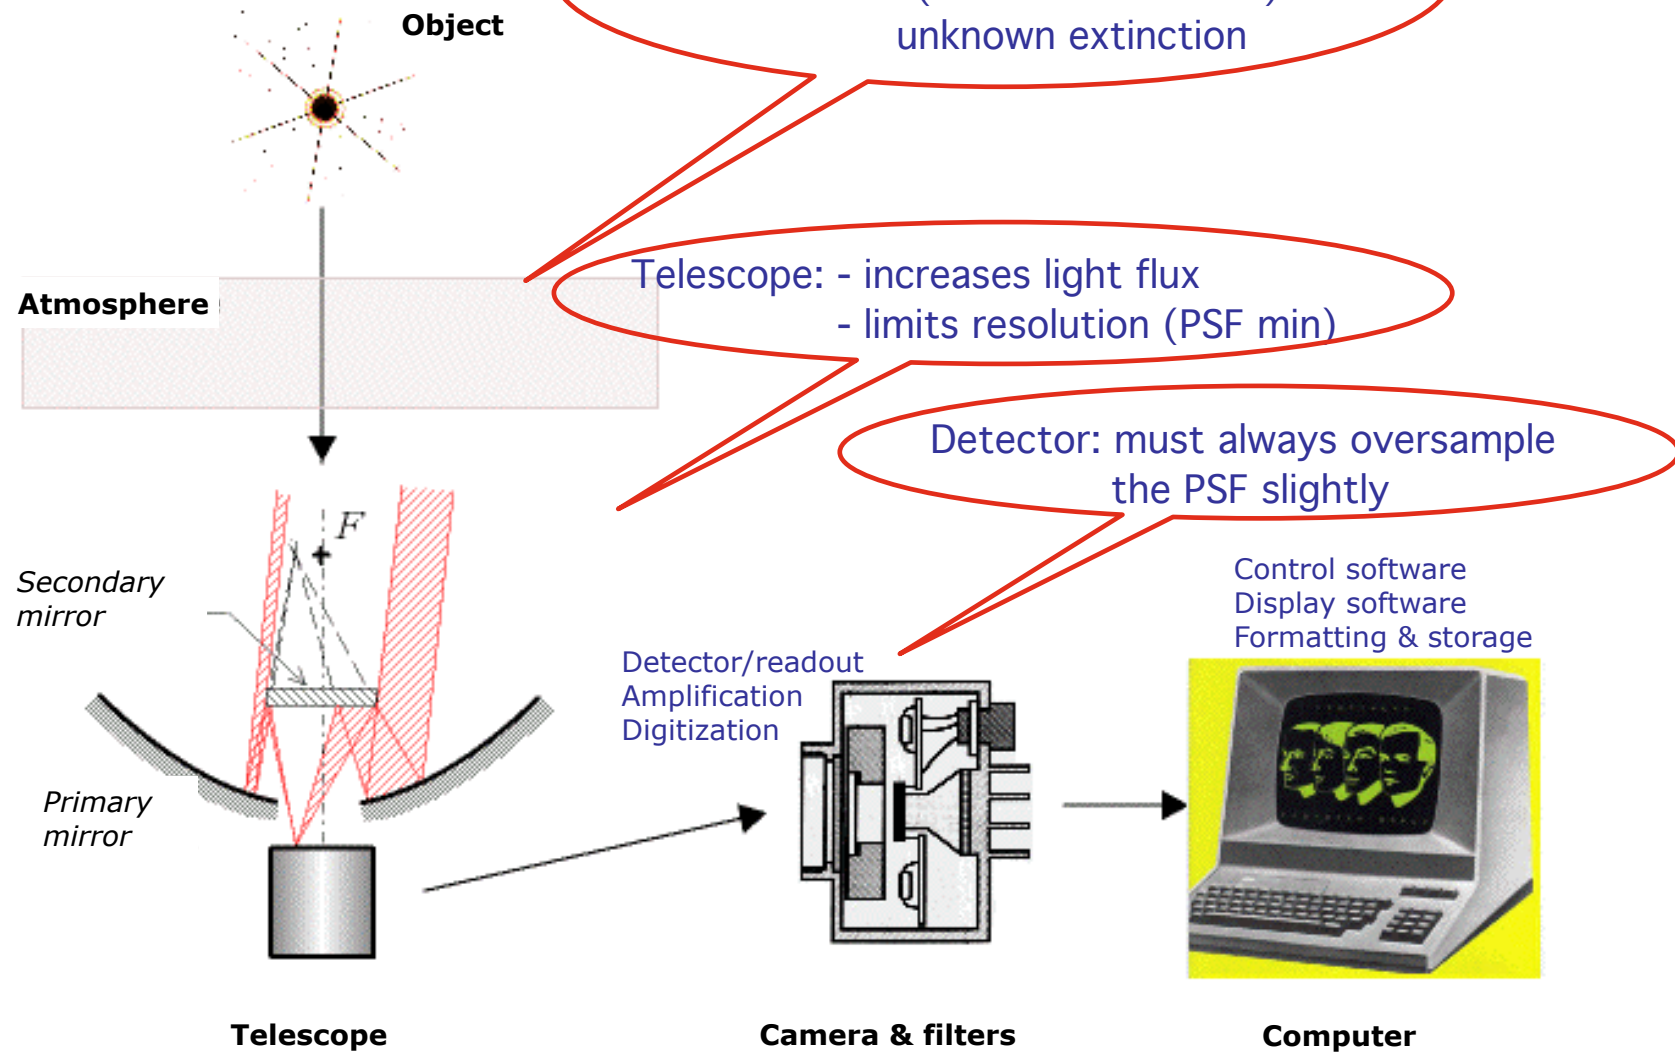 Object
unknown extinction
Atmosphere
Telescope: - increases light flux
- limits resolution (PSF min)
Detector: must always oversample
the PSF slightly
F
Secondary
mirror
Control software
Display software
Formatting & storage
Detector/readout
Amplification
Digitization
Primary
mirror
Telescope
Camera & filters
Computer